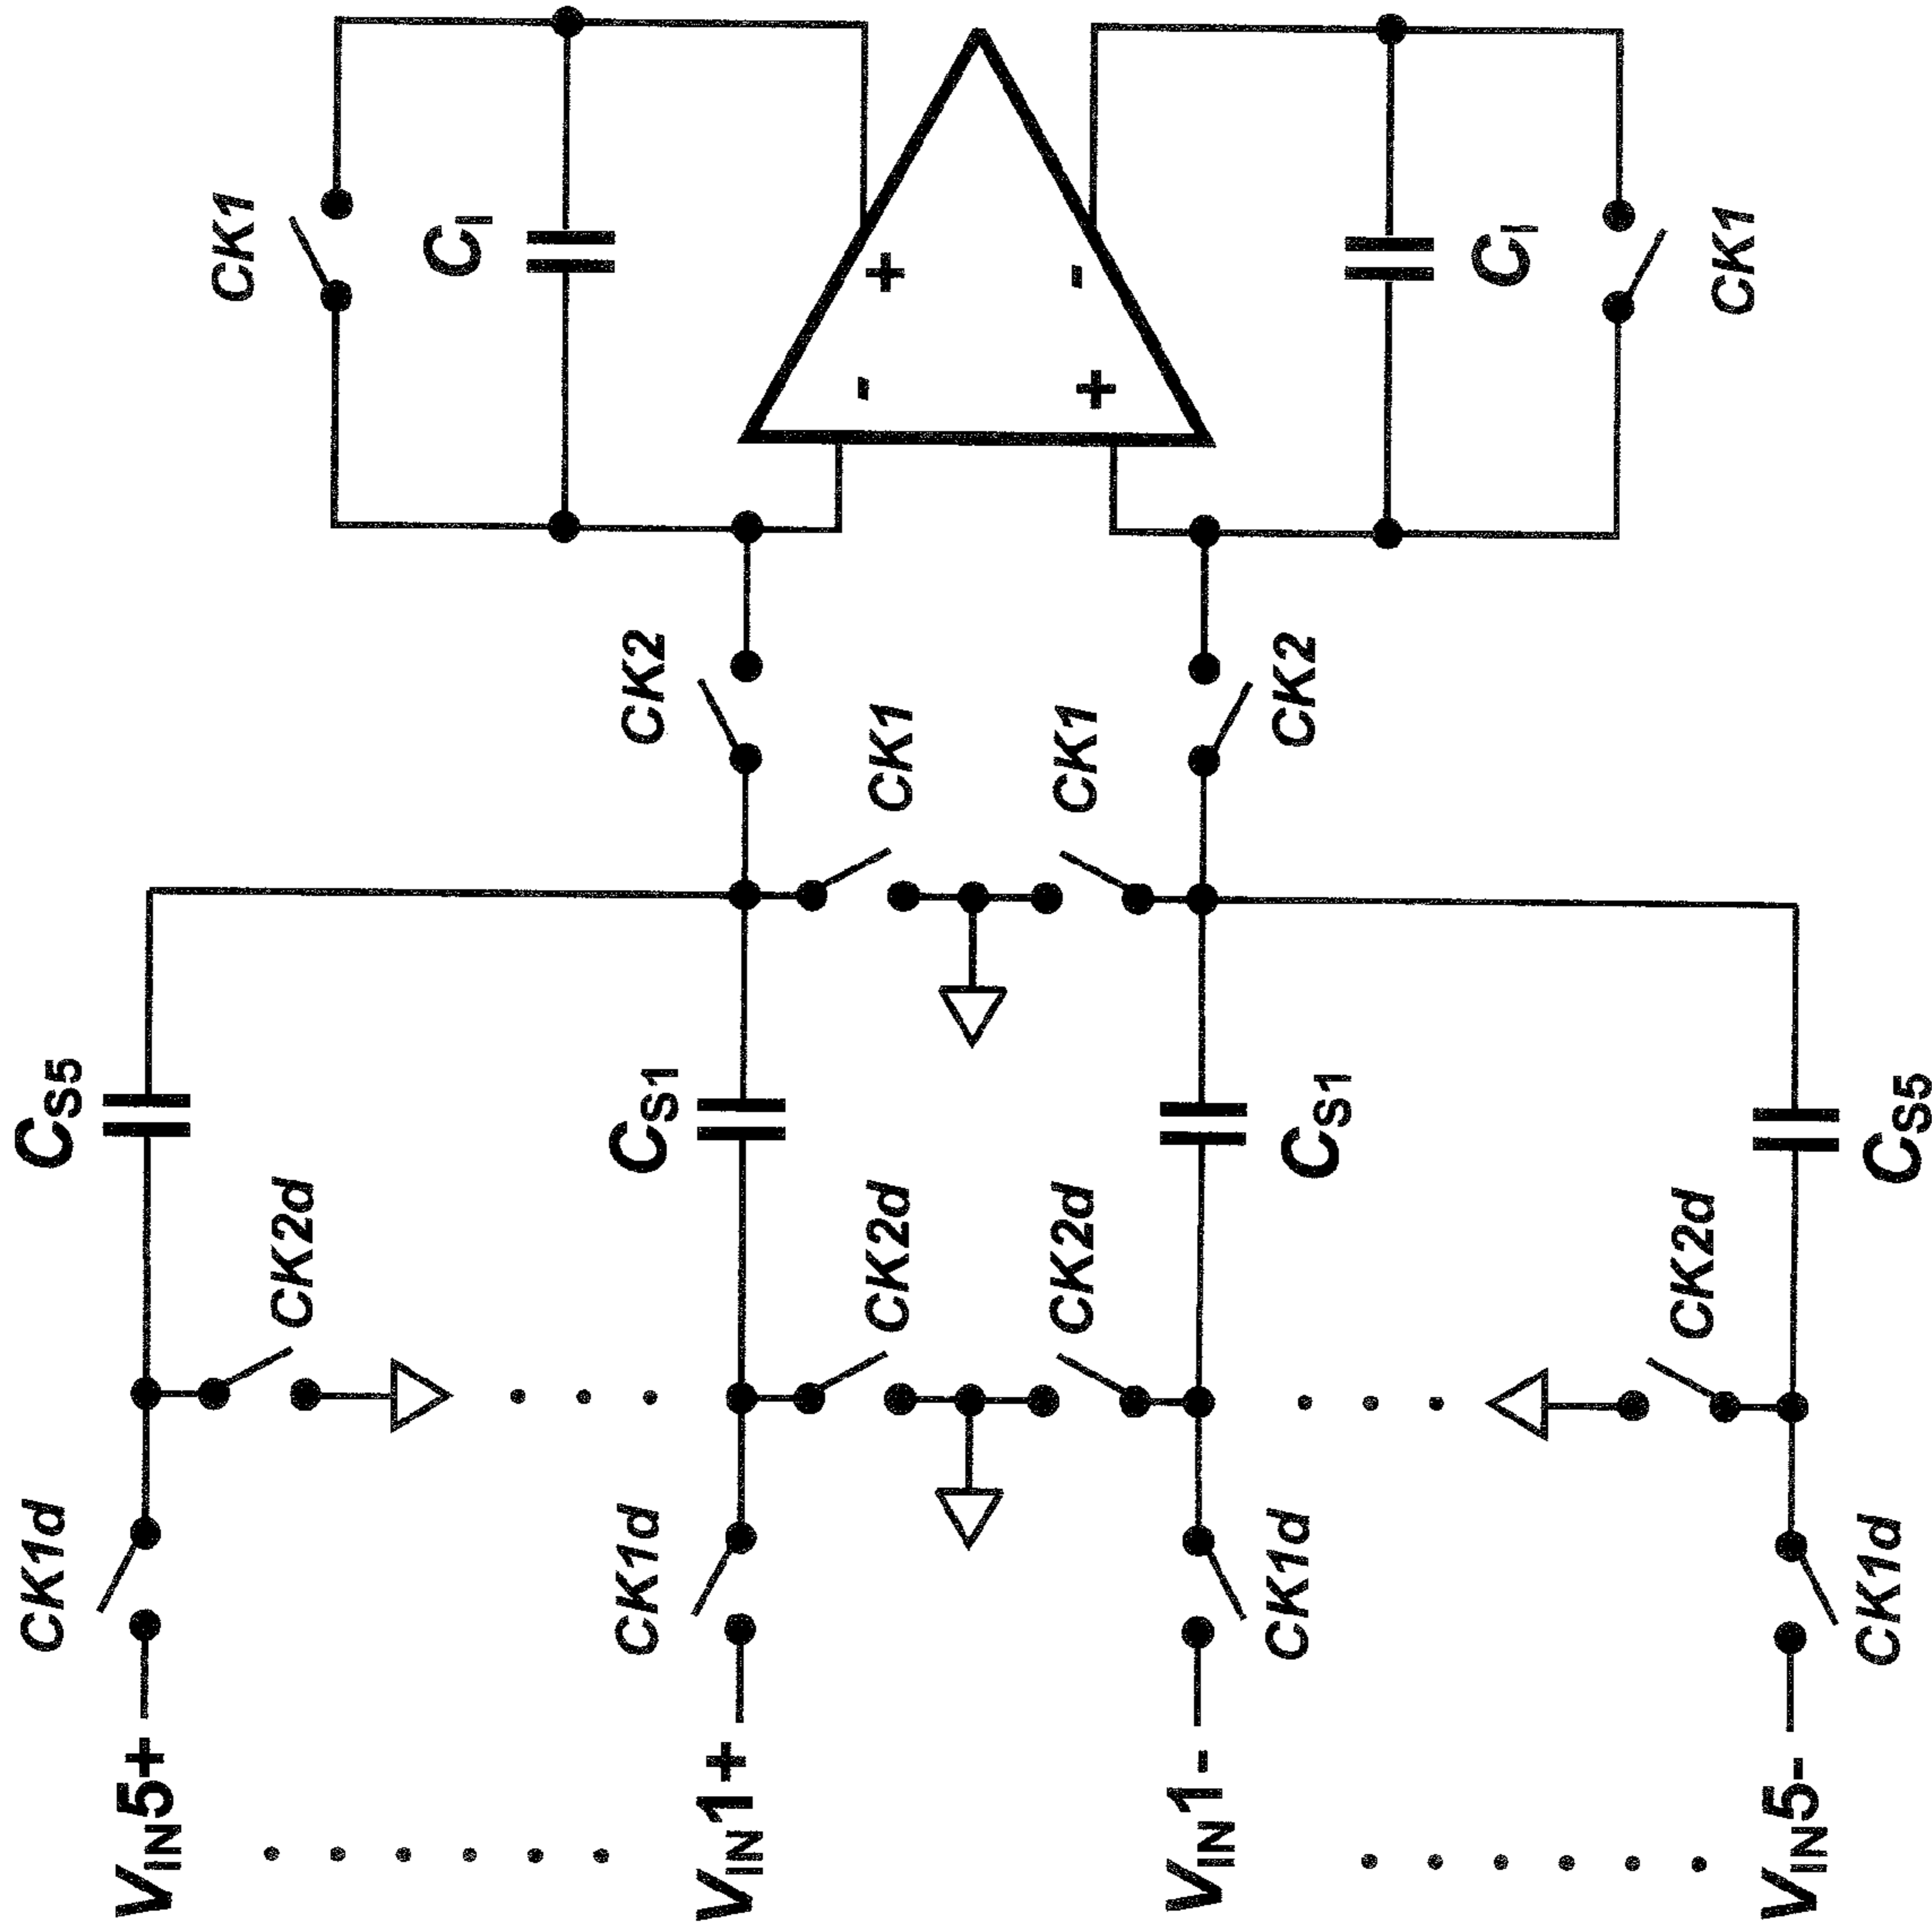 CK1d
CS5
VIN5+
CK1
CK2d
CI
CK1d
CS1
CK2
VIN1+
CK2d
CK1
-
+
CK2d
CK1
+
-
VIN1-
CK1d
CS1
CK2
CI
CK2d
CK1
VIN5-
CK1d
CS5